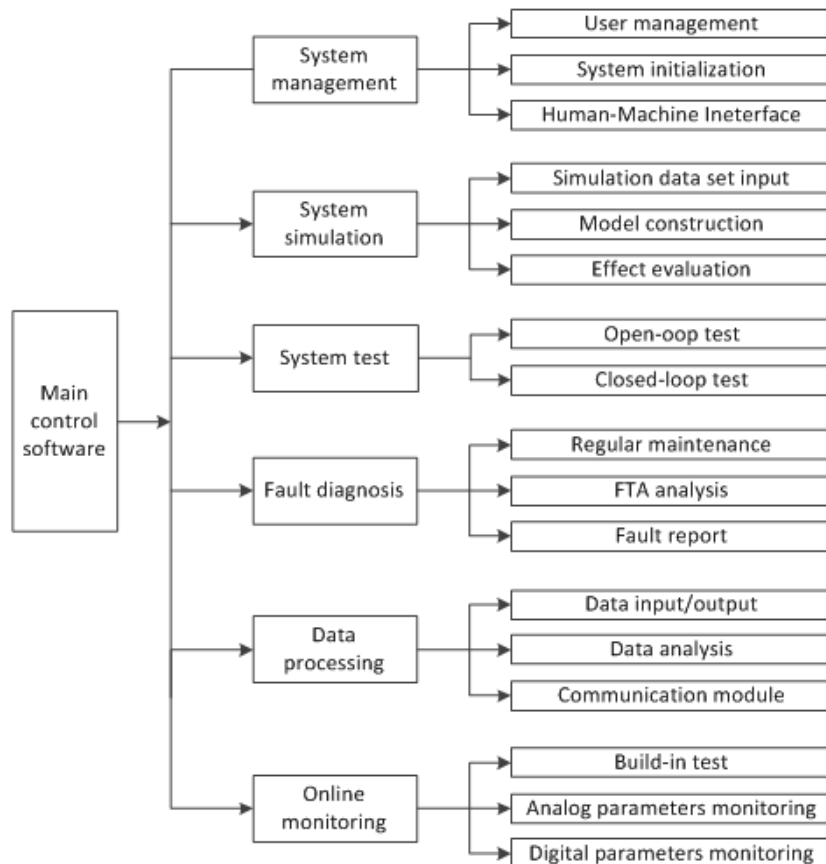 Main
control
software
System
management
User management
System initialization
Human-Machine Ineterface
System
simulation
Simulation data set input
Model construction
Effect evaluation
System test
Open-oop test
Closed-loop test
Fault diagnosis
Regular maintenance
FTA analysis
Fault report
Data
processing
Data input/output
Data analysis
Communication module
Online
monitoring
Build-in test
Analog parameters monitoring
Digital parameters monitoring